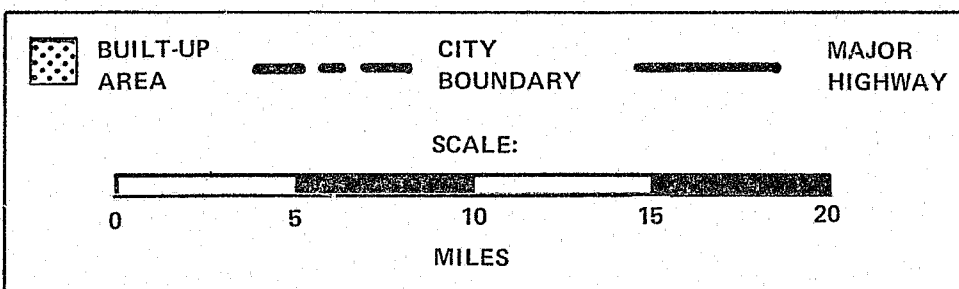 BUILT-UP
AREA
CITY
BOUNDARY
MAJOR
HIGHWAY
SCALE:
0 5 10 15 20
MILES